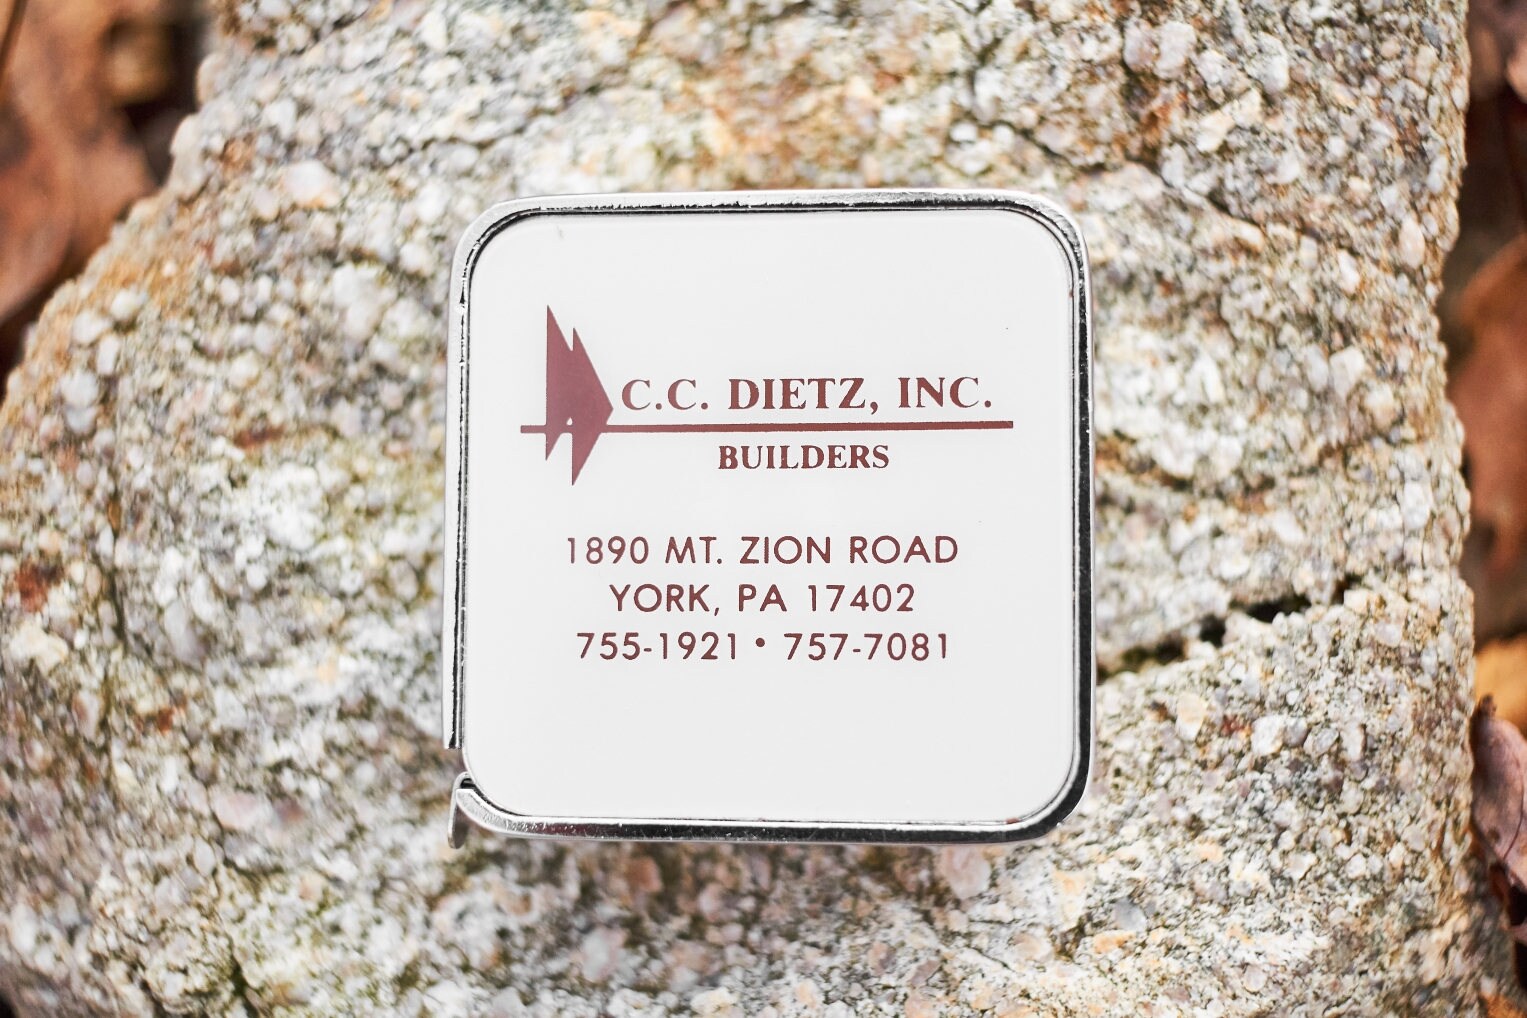 C.C. DIETZ, INC.
BUILDERS
1890 MT. ZION ROAD
YORK, PA 17402
755-1921 • 757-7081